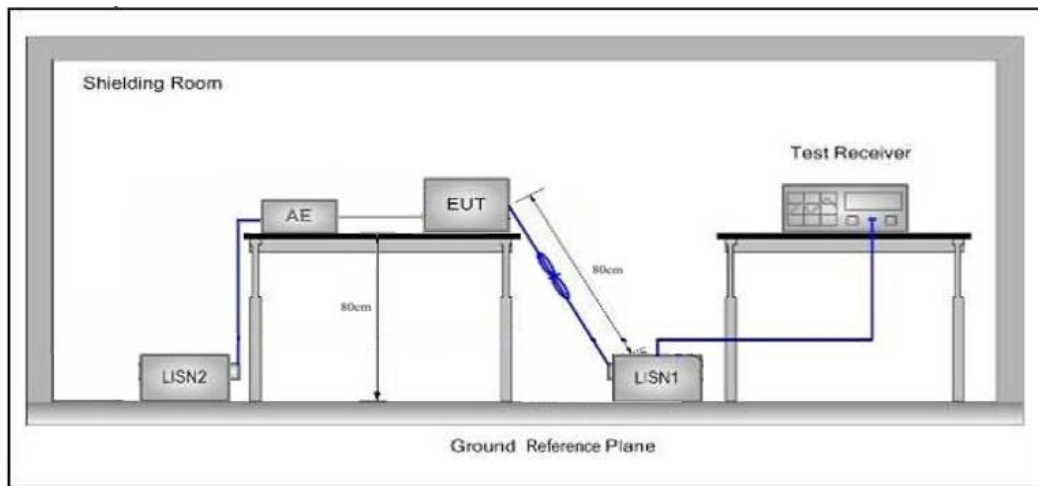 Shielding Room
Test Receiver
AE
EUT
80cm
80cm
LISN2
LISN1
Ground Reference Plane